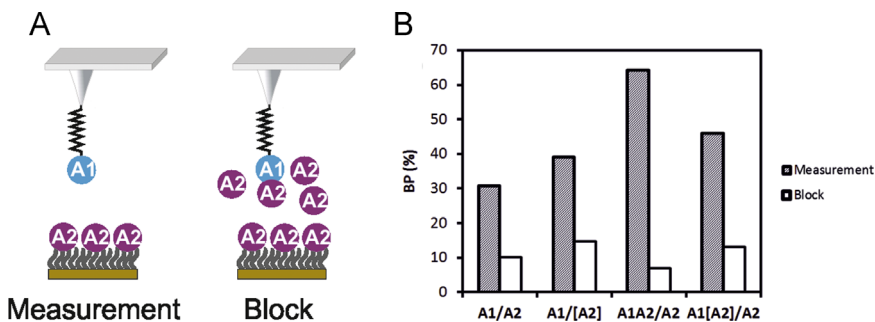 A
A1
A2 A2 A2
Measurement
A1
A2
A2
A2
A2
A2 A2 A2
Block
B
BP (%)
70
60
50
40
30
20
10
0
A1/A2
A1/[A2]
A1A2/A2
A1[A2]/A2
Measurement
Block